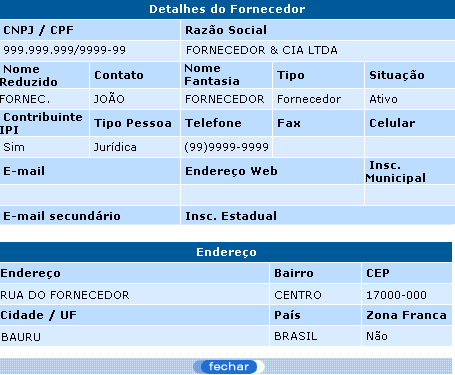 Detalhes do Fornecedor
CNPJ / CPF Razão Social
999.999.999/9999-99 FORNECEDOR & CIA LTDA
Nome Reduzido Contato Nome Fantasia Tipo Situação
FORNEC. JOÃO FORNECEDOR Fornecedor Ativo
Contribuinte IPI Tipo Pessoa Telefone Fax Celular
Sim Jurídica (99)9999-9999
E-mail Endereço Web Insc. Municipal
E-mail secundário Insc. Estadual
Endereço
Endereço Bairro CEP
RUA DO FORNECEDOR CENTRO 17000-000
Cidade / UF País Zona Franca
BAURU BRASIL Não
fechar